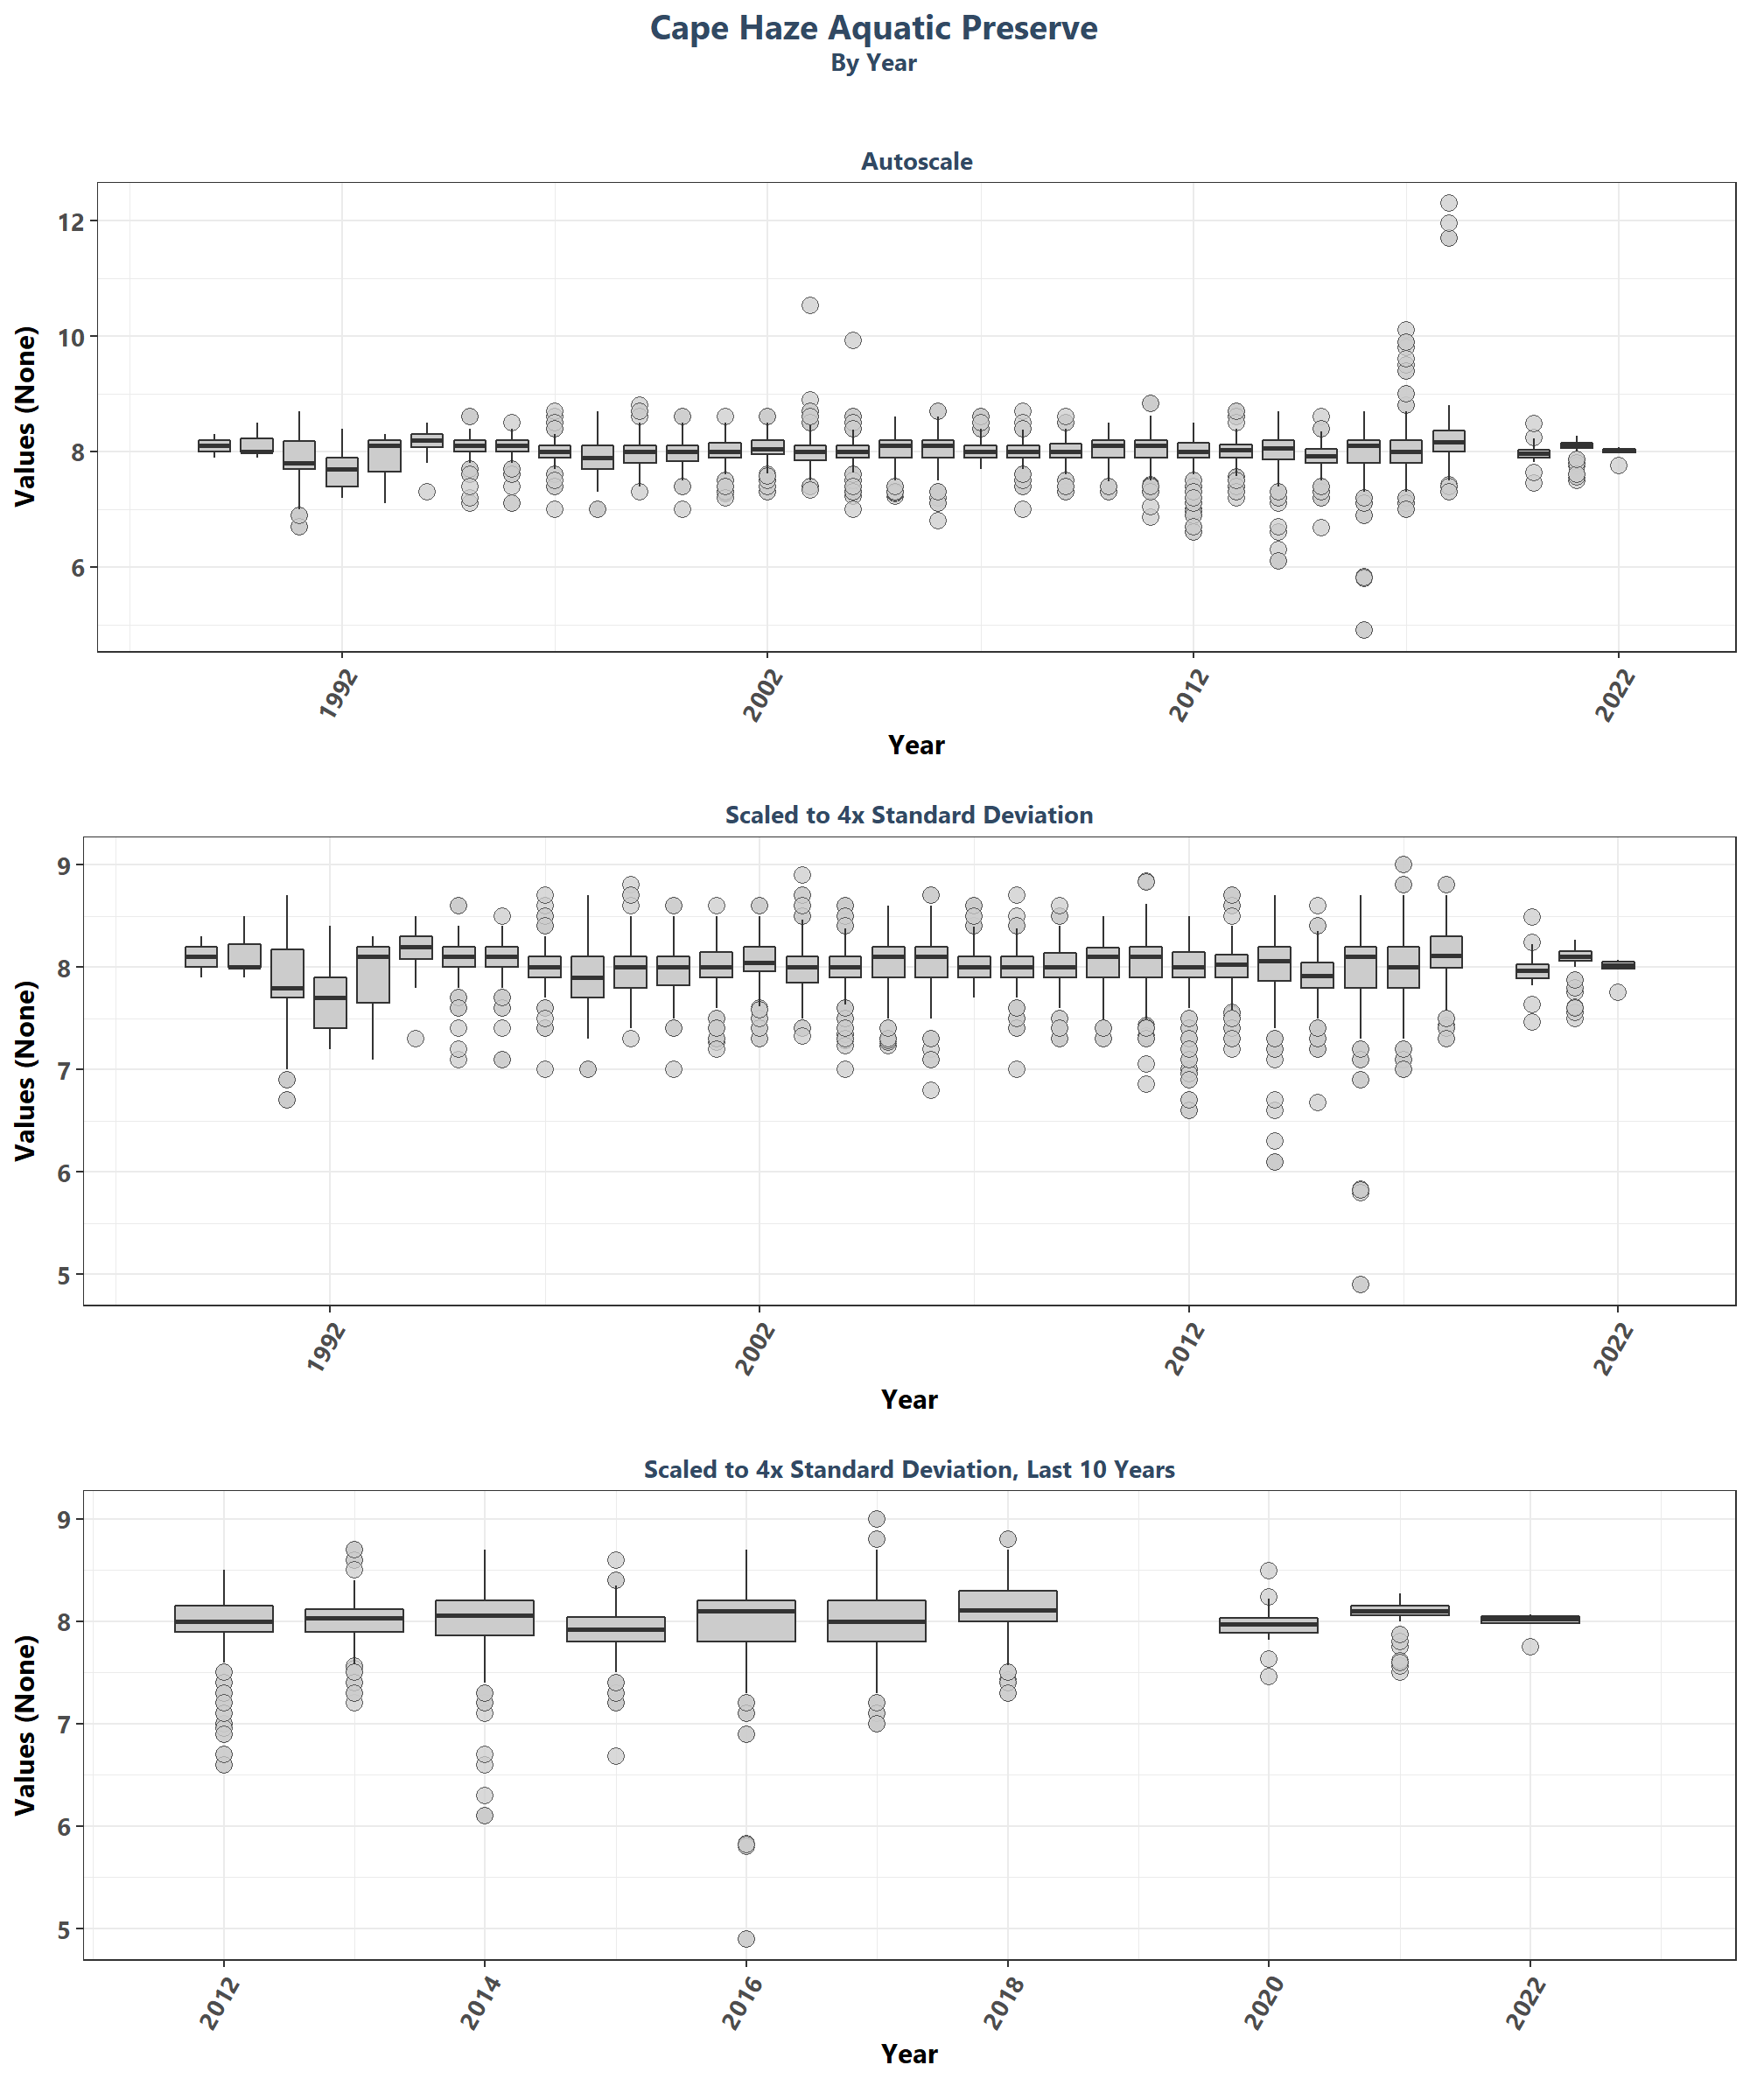 Cape Haze Aquatic Preserve
By Year
Autoscale
12
10
8
6
Values (None)
1992
2002
2012
2022
Year
Scaled to 4x Standard Deviation
9
8
7
6
5
Values (None)
1992
2002
2012
2022
Year
Scaled to 4x Standard Deviation, Last 10 Years
9
8
7
6
5
Values (None)
2012
2014
2016
2018
2020
2022
Year